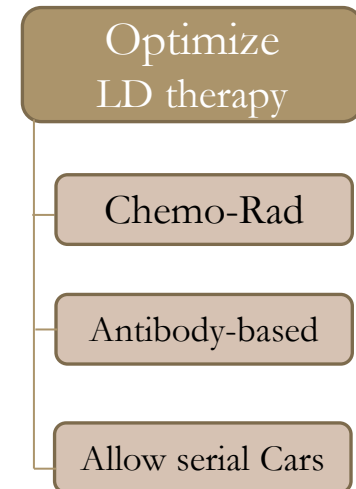 Optimize
LD therapy
Chemo-Rad
Antibody-based
Allow serial Cars